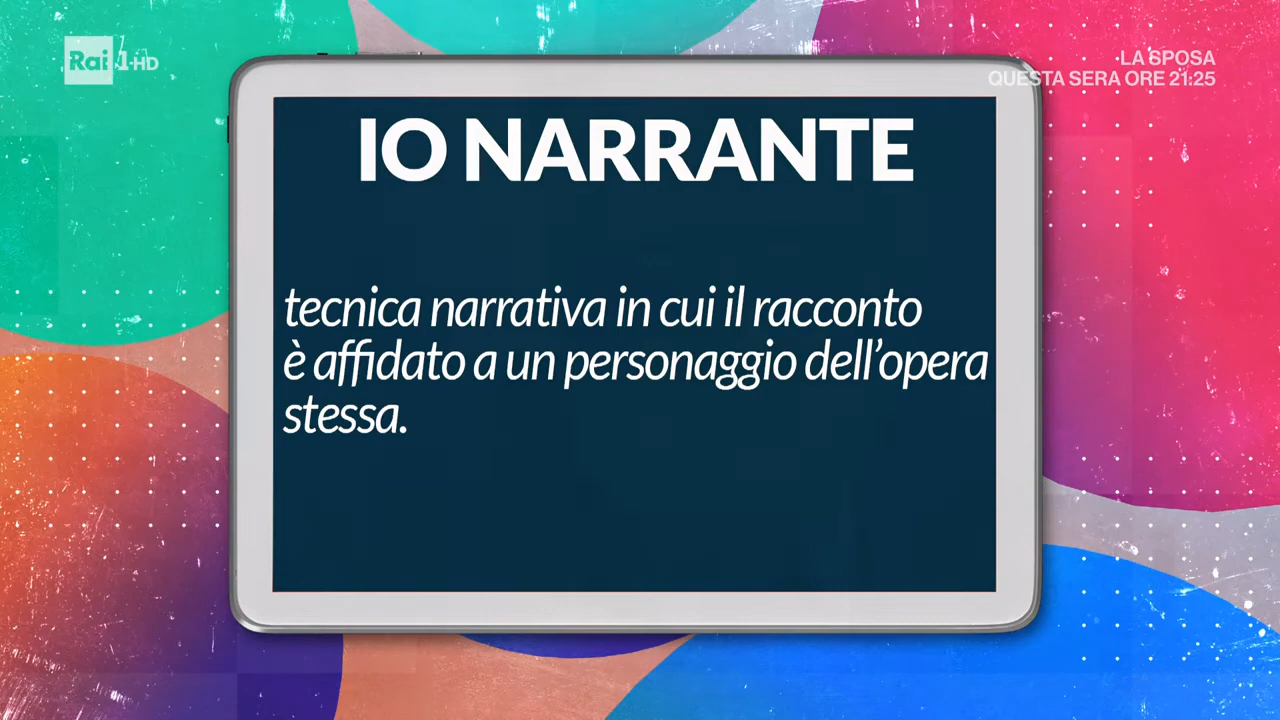 Rai 1 HD
LA SPOSA
QUESTA SERA ORE 21:25
IO NARRANTE
tecnica narrativa in cui il racconto
è affidato a un personaggio dell’opera
stessa.